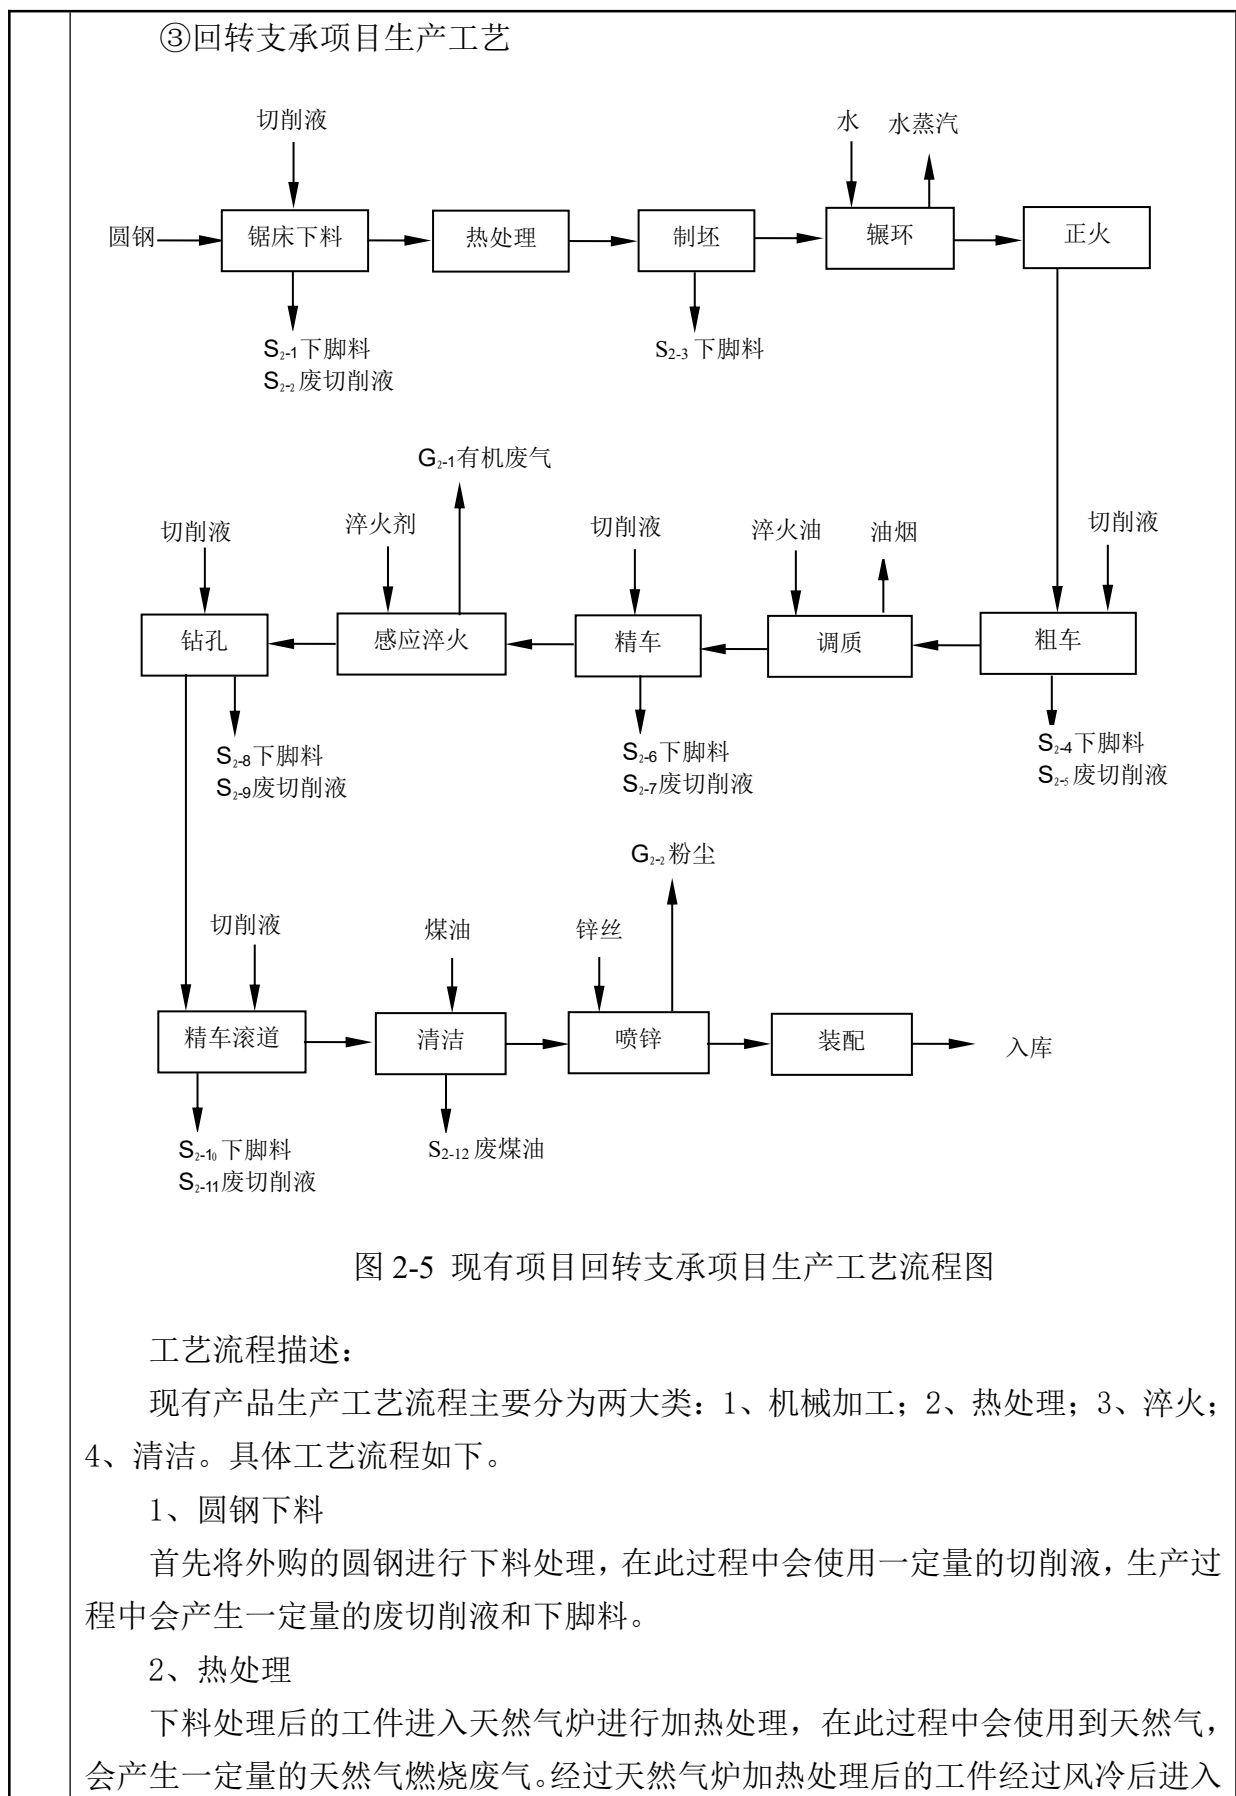 ③回转支承项目生产工艺
切削液
水 水蒸汽
圆钢 锯床下料 热处理 制坯 辗环 正火
S2-1下脚料
S2-2废切削液
S2-3 下脚料
G2-1有机废气
切削液 淬火剂 切削液 淬火油 油烟 切削液
钻孔 感应淬火 精车 调质 粗车
S2-8下脚料
S2-9废切削液
S2-6下脚料
S2-7废切削液
S2-4下脚料
S2-5废切削液
G2-2粉尘
切削液 煤油 锌丝
精车滚道 清洁 喷锌 装配 入库
S2-10下脚料
S2-11废切削液
S2-12 废煤油
图 2-5 现有项目回转支承项目生产工艺流程图
工艺流程描述：
现有产品生产工艺流程主要分为两大类：1、机械加工；2、热处理；3、淬火；
4、清洁。具体工艺流程如下。
1、圆钢下料
首先将外购的圆钢进行下料处理，在此过程中会使用一定量的切削液，生产过
程中会产生一定量的废切削液和下脚料。
2、热处理
下料处理后的工件进入天然气炉进行加热处理，在此过程中会使用到天然气，
会产生一定量的天然气燃烧废气。经过天然气炉加热处理后的工件经过风冷后进入